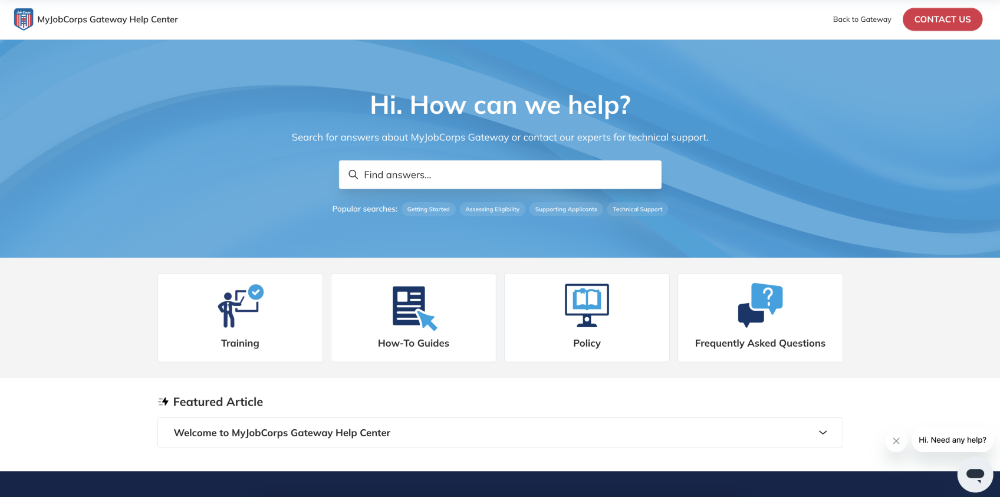 Job Corps
MyJobCorps Gateway Help Center
Back to Gateway
CONTACT US
Hi. How can we help?
Search for answers about MyJobCorps Gateway or contact our experts for technical support.
Find answers...
Popular searches: Getting Started Assessing Eligibility Supporting Applicants Technical Support
Training
How-To Guides
Policy
Frequently Asked Questions
Featured Article
Welcome to MyJobCorps Gateway Help Center
Hi. Need any help?